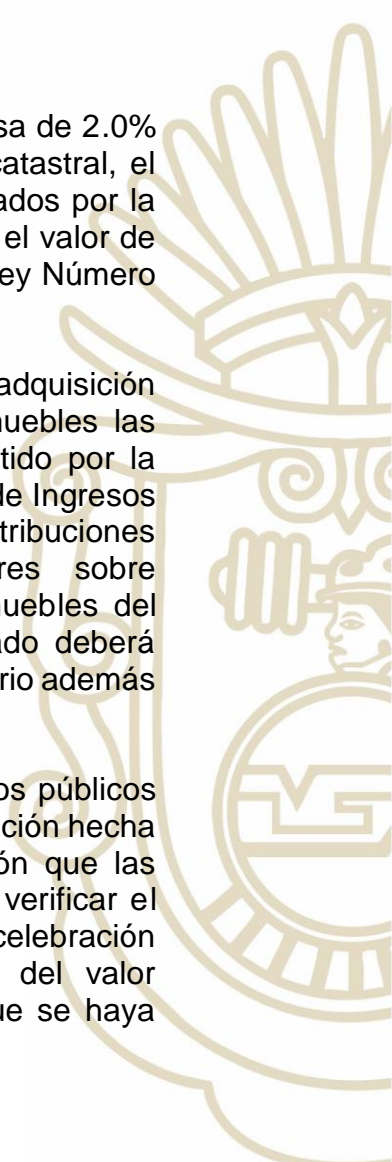 sa de 2.0%
catastral, el
ados por la
el valor de
ey Número
adquisición
nuebles las
tido por la
de Ingresos
tribuciones
res sobre
nuebles del
ado deberá
rio además
os públicos
ción hecha
ón que las
verificar el
celebración
del valor
ue se haya